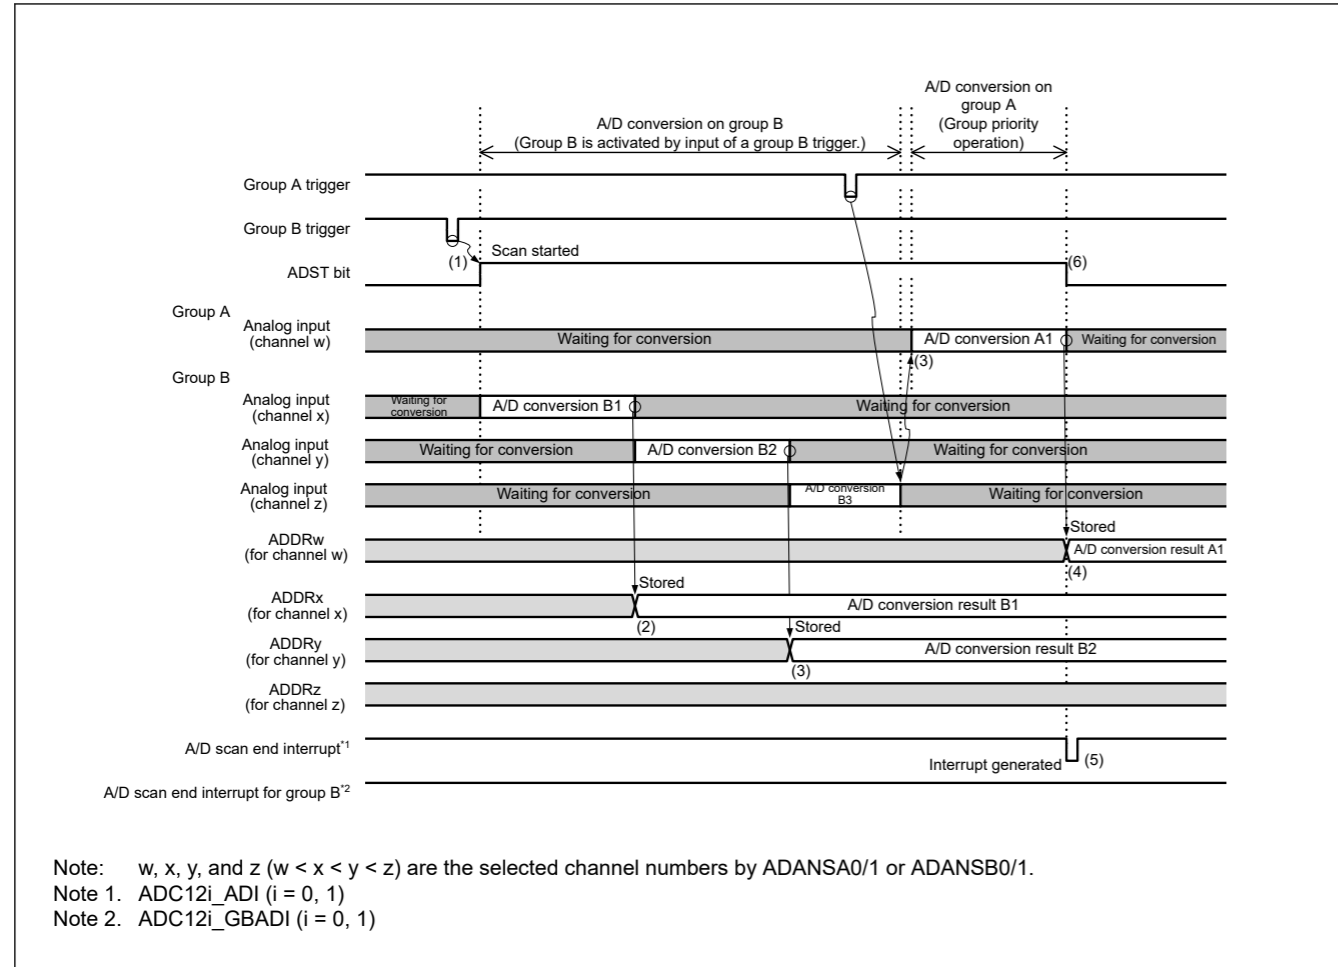 A/D conversion on
group A
(Group priority
operation)
A/D conversion on group B
(Group B is activated by input of a group B trigger.)
Group A trigger
Group B trigger
(1)
Scan started
ADST bit
(6)
Group A
Analog input
(channel w)
Waiting for conversion
A/D conversion A1
Waiting for conversion
(3)
Group B
Analog input
(channel x)
Waiting for
conversion
A/D conversion B1
Waiting for conversion
Analog input
(channel y)
Waiting for conversion
A/D conversion B2
Waiting for conversion
Analog input
(channel z)
Waiting for conversion
A/D conversion
B3
Waiting for conversion
ADDRw
(for channel w)
Stored
A/D conversion result A1
(4)
ADDRx
(for channel x)
Stored
A/D conversion result B1
(2)
ADDRy
(for channel y)
Stored
A/D conversion result B2
(3)
ADDRz
(for channel z)
A/D scan end interrupt*1
Interrupt generated
(5)
A/D scan end interrupt for group B*2
Note: w, x, y, and z (w < x < y < z) are the selected channel numbers by ADANSA0/1 or ADANSB0/1.
Note 1. ADC12i_ADI (i = 0, 1)
Note 2. ADC12i_GBADI (i = 0, 1)